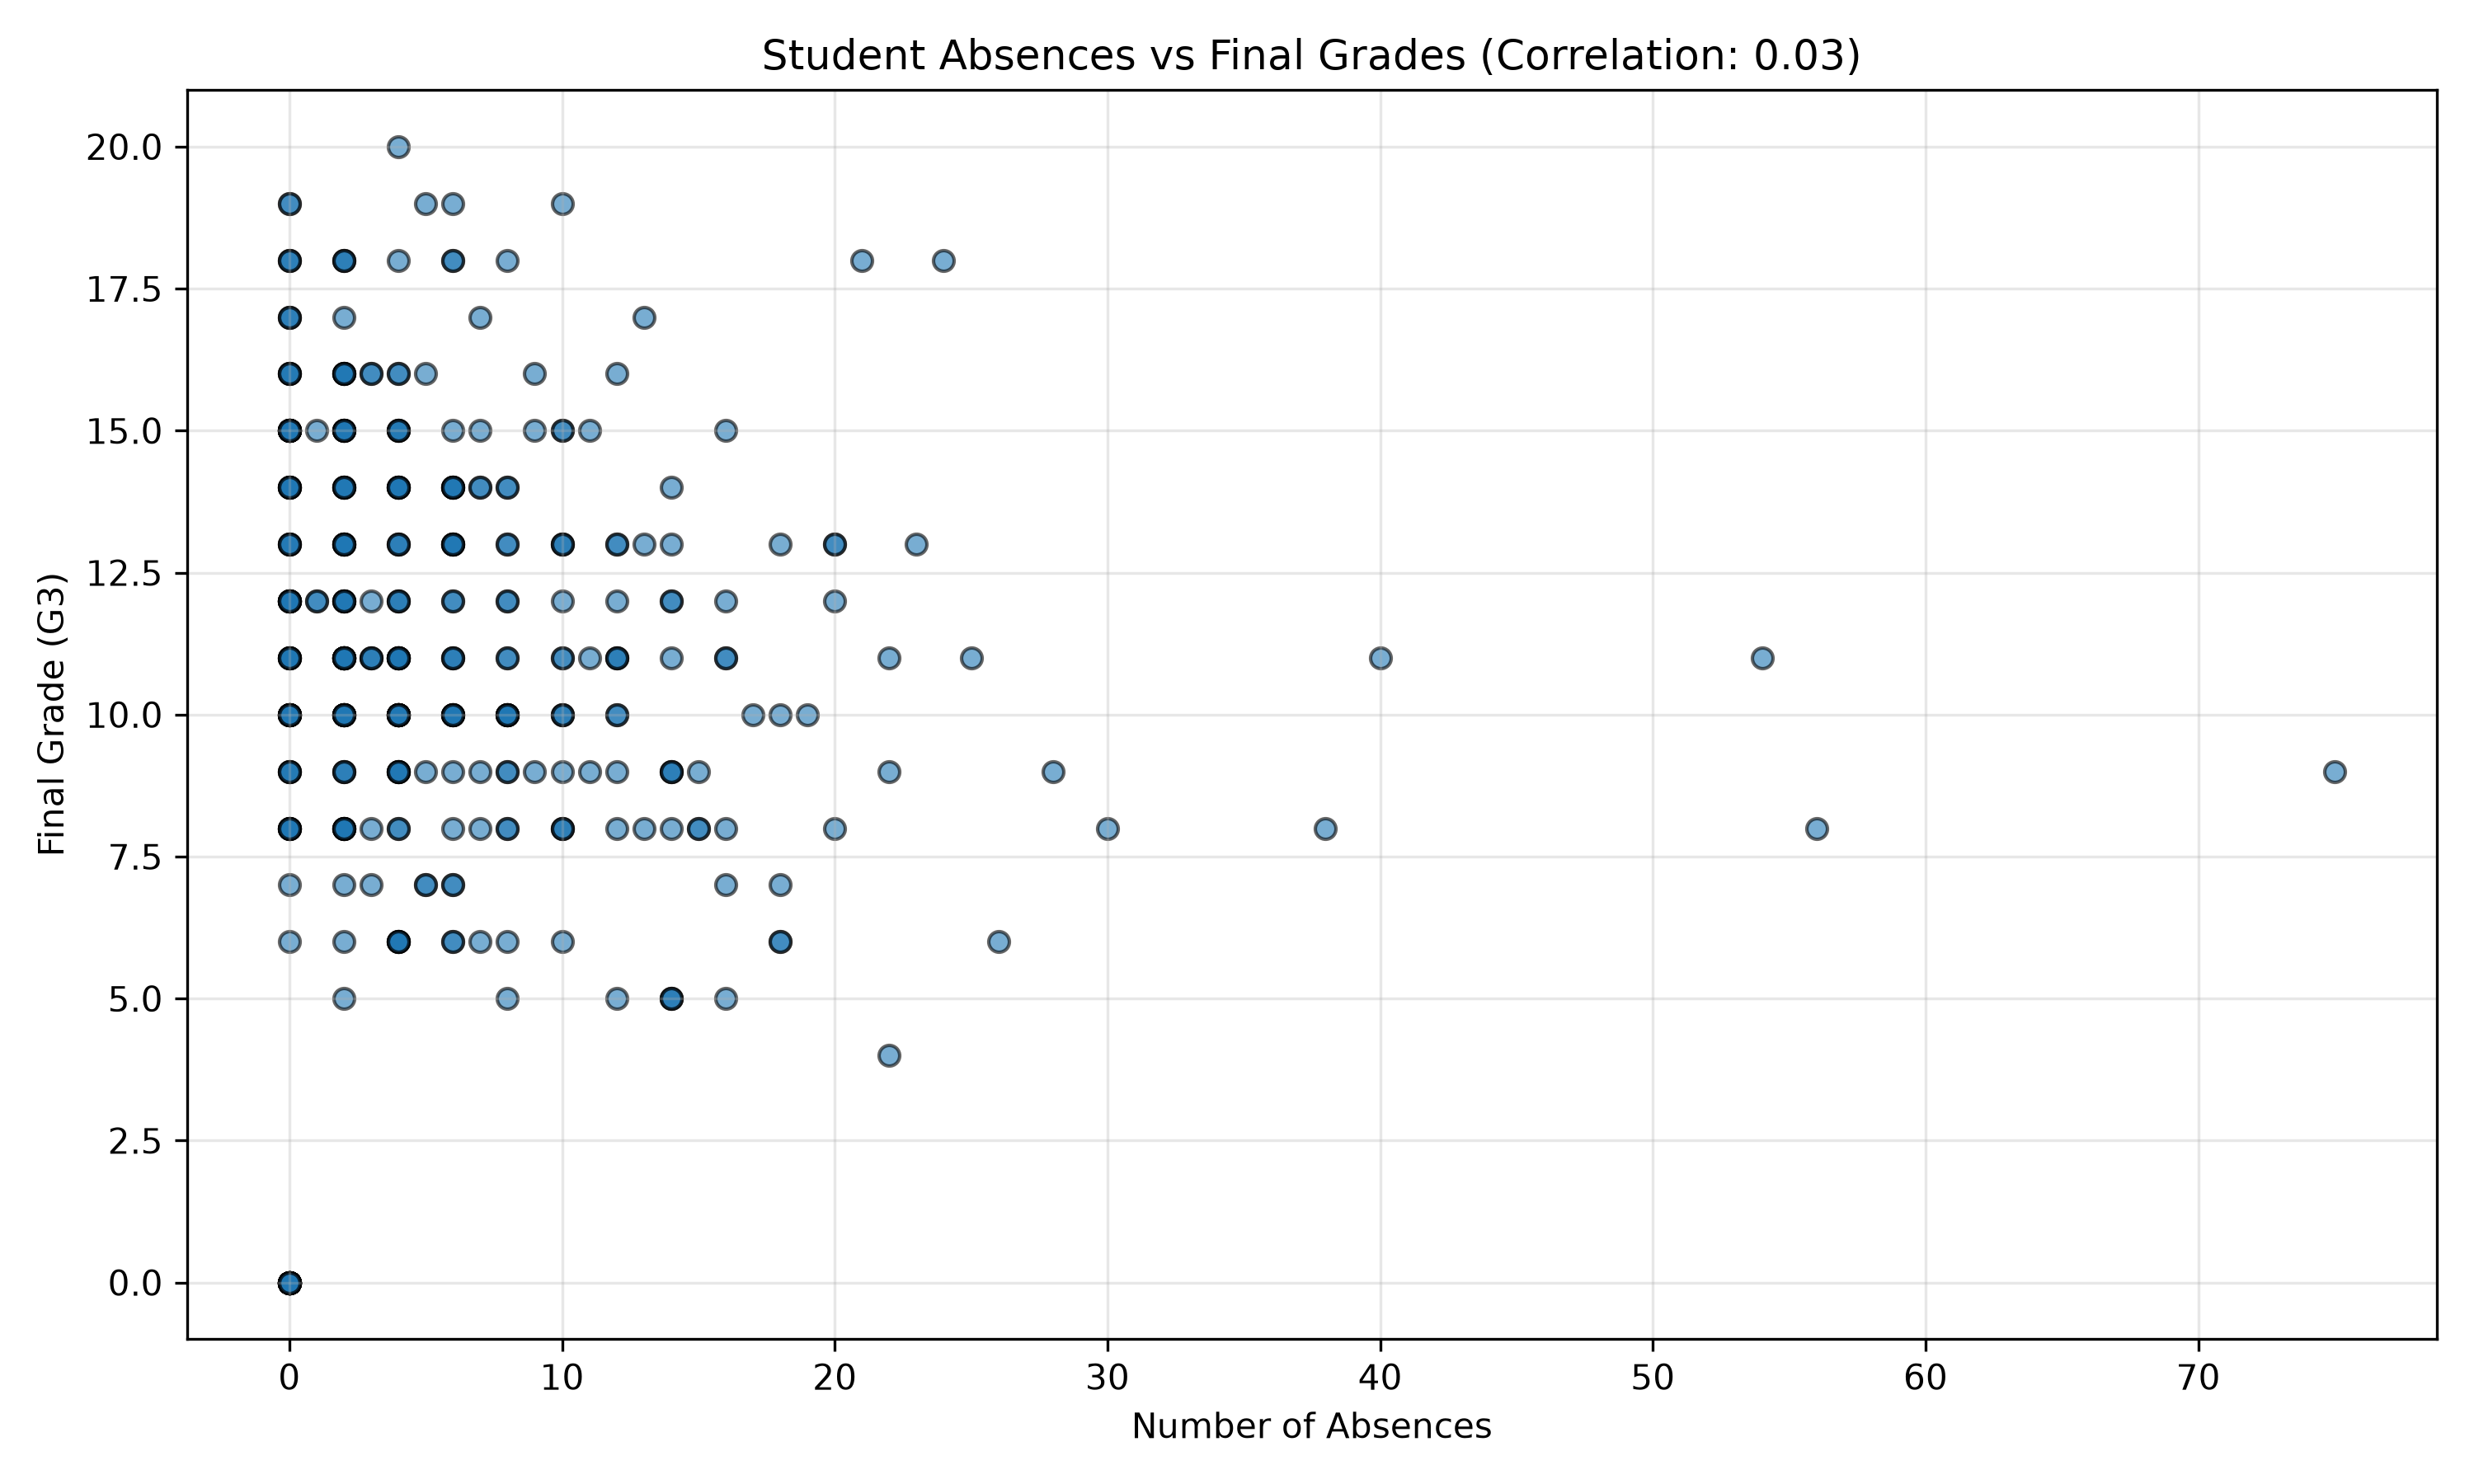 Student Absences vs Final Grades (Correlation: 0.03)
20.0
17.5
15.0
12.5
10.0
7.5
5.0
2.5
0.0
Final Grade (G3)
0 10 20 30 40 50 60 70
Number of Absences